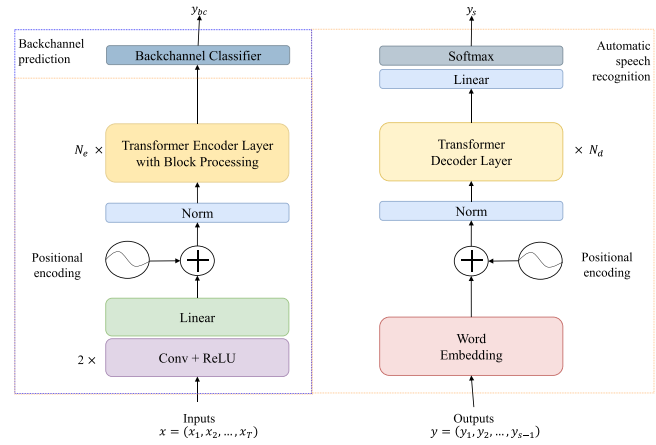 y_bc
Backchannel
prediction
Backchannel Classifier
N_e ×
Transformer Encoder Layer
with Block Processing
Norm
Positional
encoding
Linear
2 ×
Conv + ReLU
Inputs
x = (x_1, x_2, ..., x_T)
y_s
Softmax
Automatic
speech
recognition
Linear
Transformer
Decoder Layer
× N_d
Norm
Positional
encoding
Word
Embedding
Outputs
y = (y_1, y_2, ..., y_{s-1})